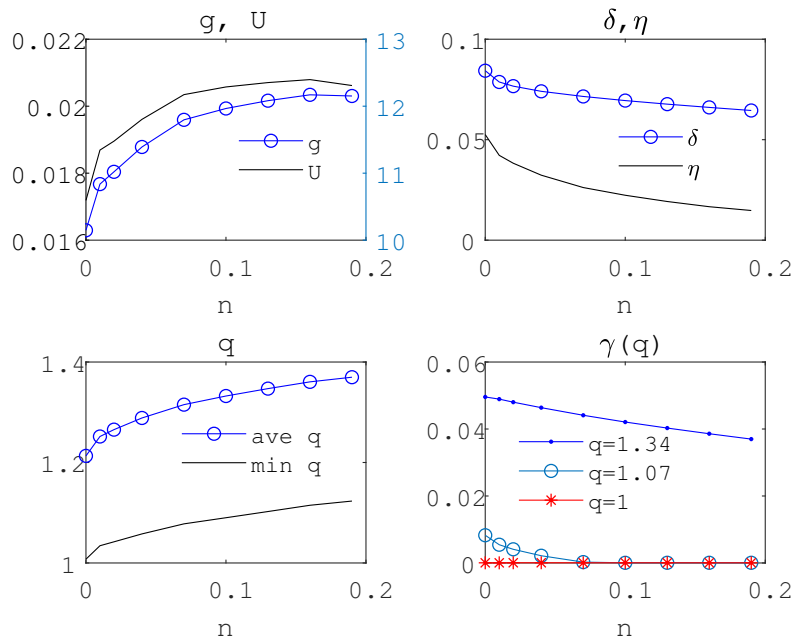 g, U
0.022
0.02
0.018
0.016
13
12
11
10
g
U
0
0.1
0.2
n
δ,η
0.1
0.05
0
δ
η
0
0.1
0.2
n
q
1.4
1.2
1
ave q
min q
0
0.1
0.2
n
γ(q)
0.06
0.04
0.02
0
q=1.34
q=1.07
q=1
0
0.1
0.2
n